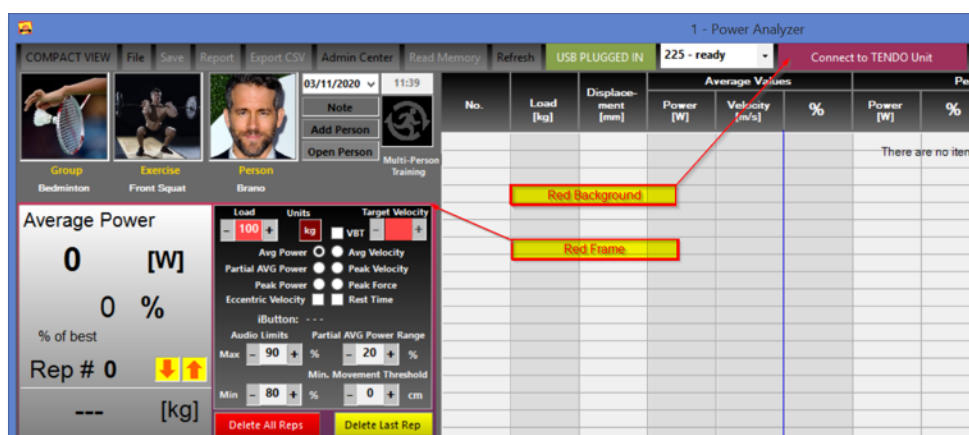 1 - Power Analyzer
COMPACT VIEW File Save Report Export CSV Admin Center Read Memory Refresh USB PLUGGED IN 225 - ready Connect to TENDO Unit
03/11/2020 11:39
Note
Add Person
Open Person
Multi-Person Training
Group Exercise Person
Bedminton Front Squat Brano
No. Load [kg] Displace-ment [mm] Average Values Power [W] Velocity [m/s] % Power [W] %
There are no
Red Background
Red Frame
Average Power
0 [W]
0 %
% of best
Rep # 0
--- [kg]
Load Units Target Velocity
- 100 + kg VBT - +
Avg Power Avg Velocity
Partial AVG Power Peak Velocity
Peak Power Peak Force
Eccentric Velocity Rest Time
iButton: - - -
Audio Limits Partial AVG Power Range
Max - 90 + % - 20 + %
Min. Movement Threshold
Min - 80 + % - 0 + cm
Delete All Reps Delete Last Rep